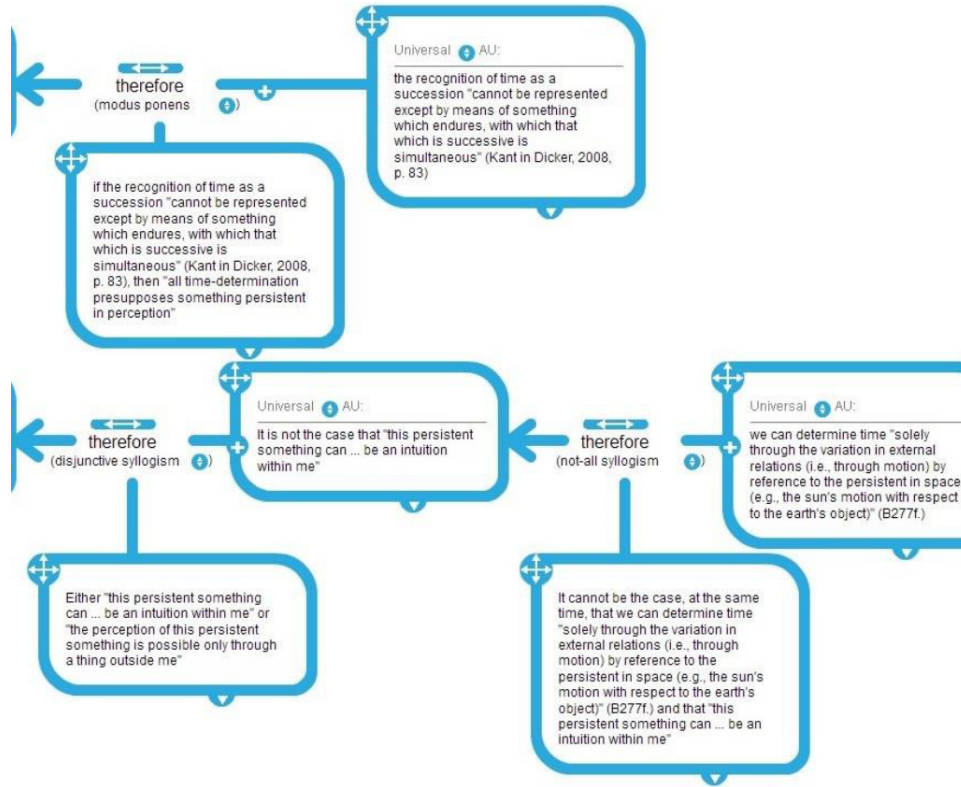 Universal AU:
the recognition of time as a
succession "cannot be represented
except by means of something
which endures, with which that
which is successive is
simultaneous" (Kant in Dicker, 2008,
p. 83)
therefore
(modus ponens )
if the recognition of time as a
succession "cannot be represented
except by means of something
which endures, with which that
which is successive is
simultaneous" (Kant in Dicker, 2008,
p. 83), then "all time-determination
presupposes something persistent
in perception"
therefore
(disjunctive syllogism )
Universal AU:
It is not the case that "this persistent
something can ... be an intuition
within me"
therefore
(not-all syllogism )
Universal AU:
we can determine time "solely
through the variation in external
relations (i.e., through motion) by
reference to the persistent in space
(e.g., the sun's motion with respect
to the earth's object)" (B277f.)
Either "this persistent something
can ... be an intuition within me" or
"the perception of this persistent
something is possible only through
a thing outside me"
It cannot be the case, at the same
time, that we can determine time
"solely through the variation in
external relations (i.e., through
motion) by reference to the
persistent in space (e.g., the sun's
motion with respect to the earth's
object)" (B277f.) and that "this
persistent something can ... be an
intuition within me"